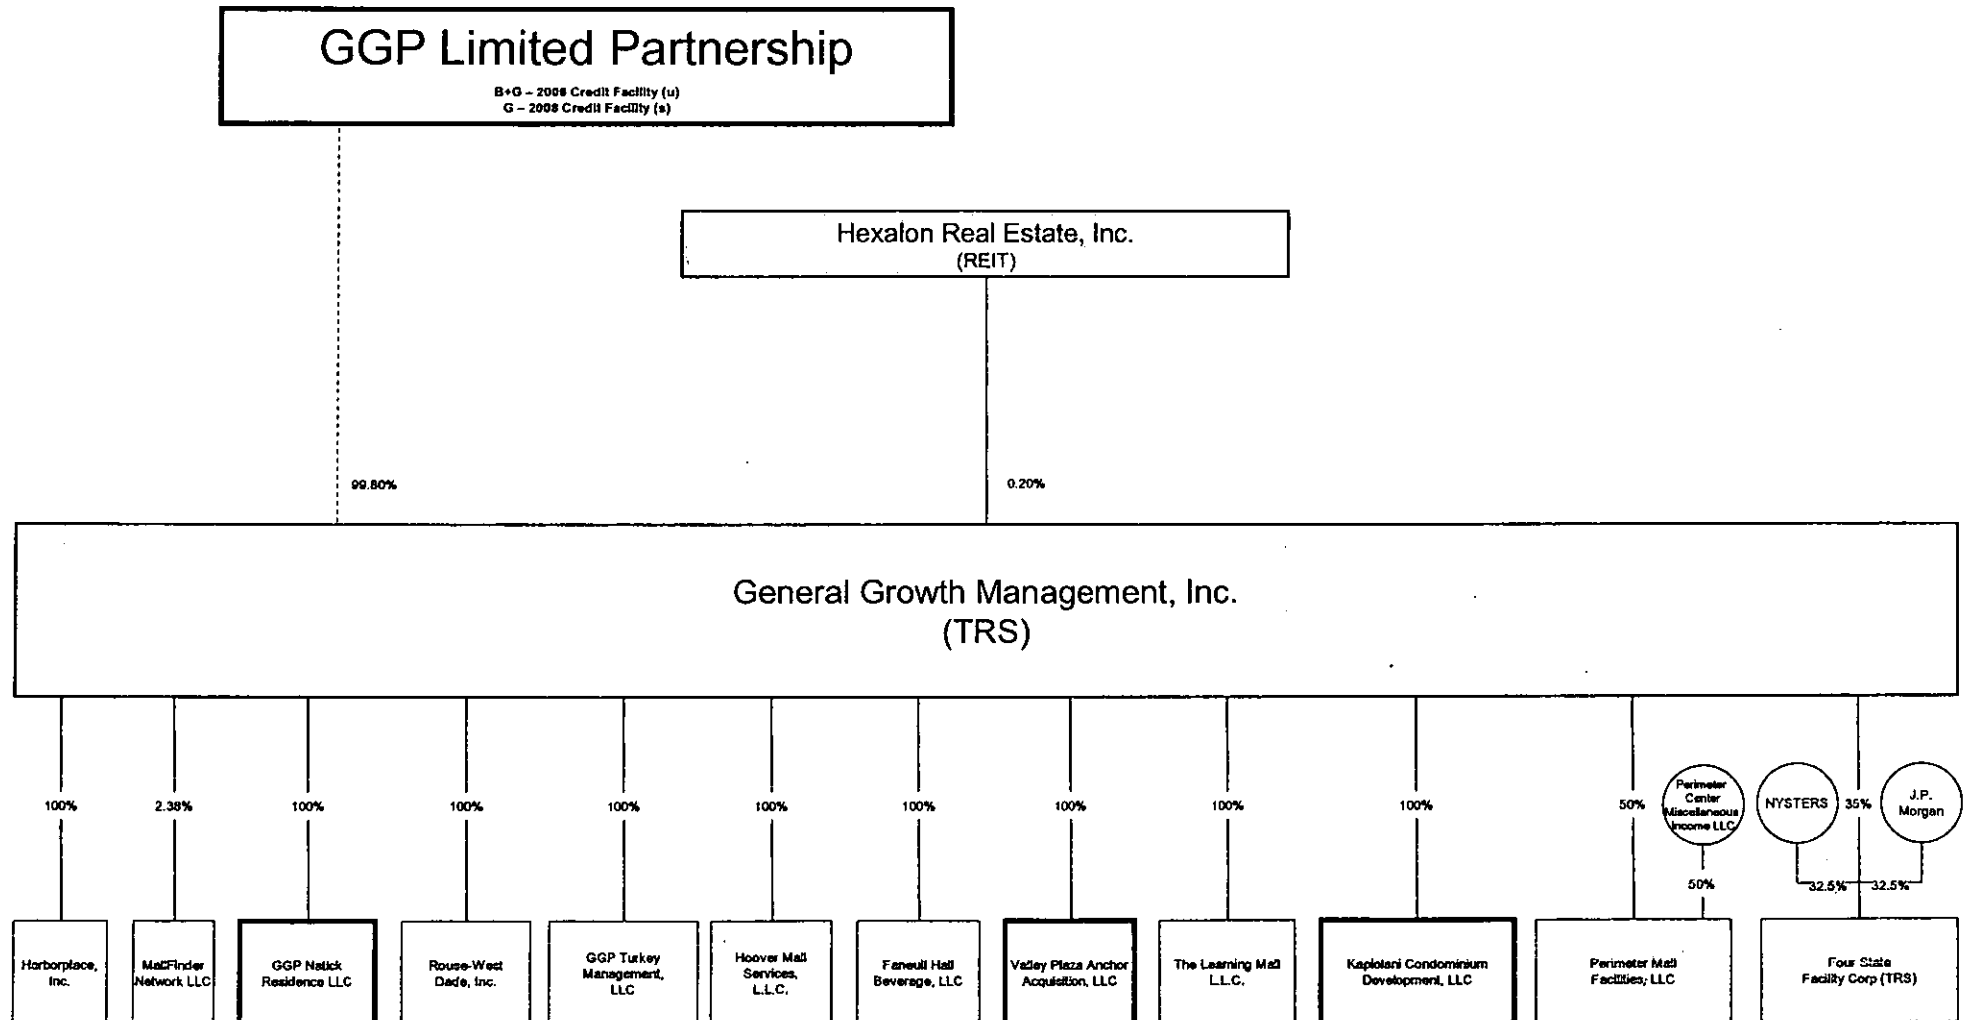 GGP Limited Partnership
B+G – 2006 Credit Facility (u)
G – 2008 Credit Facility (s)
Hexalon Real Estate, Inc.
(REIT)
99.80%
0.20%
General Growth Management, Inc.
(TRS)
100%
2.38%
100%
100%
100%
100%
100%
100%
100%
100%
50%
Perimeter
Center
Miscellaneous
Income LLC
50%
NYSTERS
35%
J.P.
Morgan
32.5%
32.5%
Harborplace,
Inc.
MallFinder
Network LLC
GGP Natick
Residence LLC
Rouse-West
Dade, Inc.
GGP Turkey
Management,
LLC
Hoover Mall
Services,
L.L.C.
Faneuil Hall
Beverage, LLC
Valley Plaza Anchor
Acquisition, LLC
The Learning Mall
L.L.C.
Kapiolani Condominium
Development, LLC
Perimeter Mall
Facilities, LLC
Four State
Facility Corp (TRS)